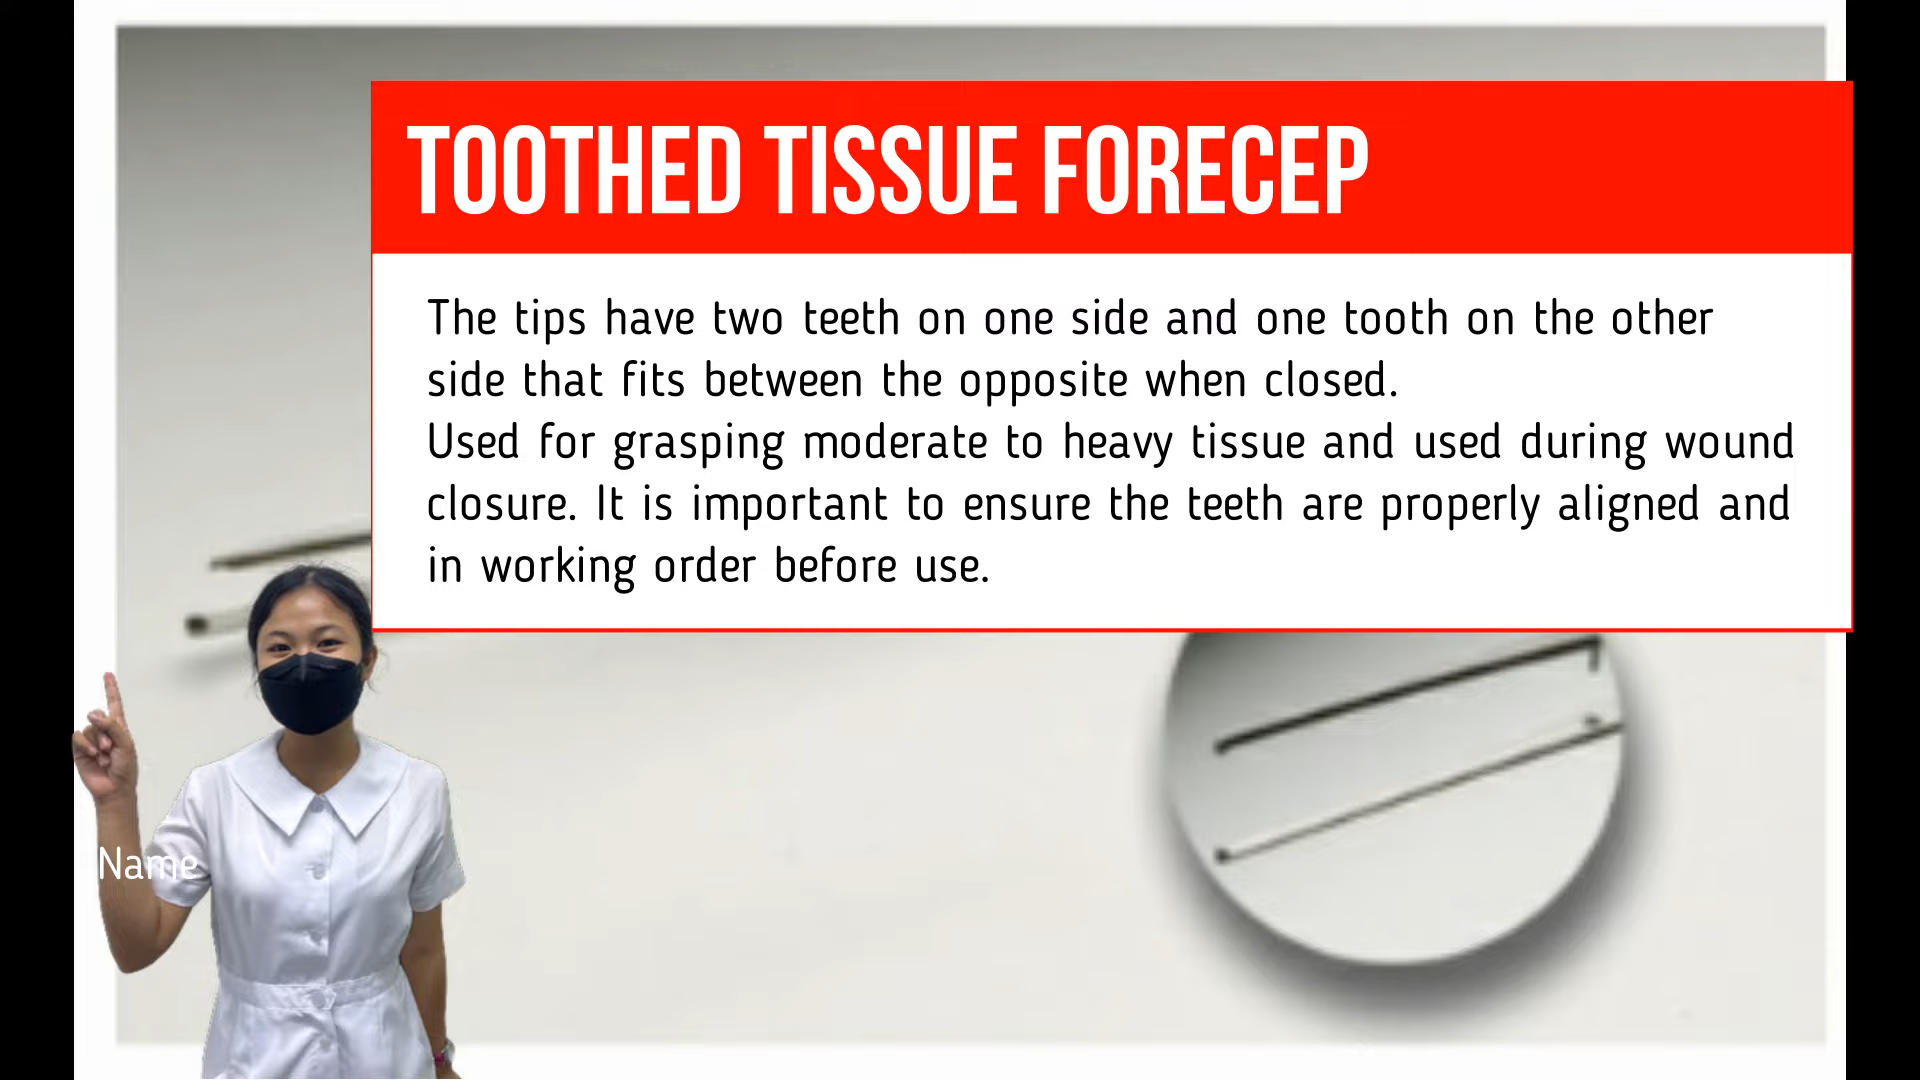 TOOTHED TISSUE FORECEP
The tips have two teeth on one side and one tooth on the other
side that fits between the opposite when closed.
Used for grasping moderate to heavy tissue and used during wound
closure. It is important to ensure the teeth are properly aligned and
in working order before use.
Name